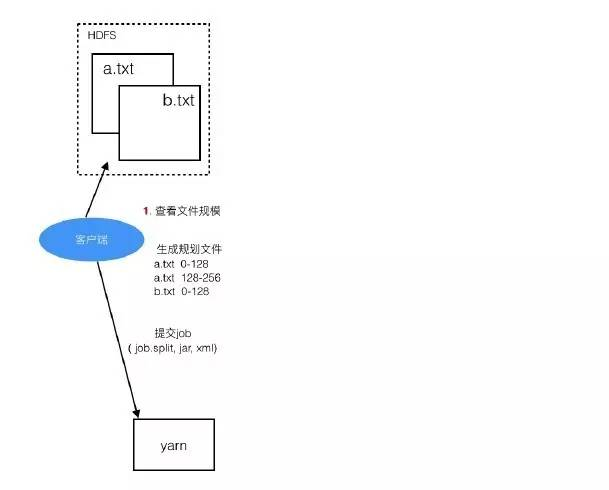 HDFS
a.txt
b.txt
1. 查看文件规模
客户端
生成规划文件
a.txt 0-128
a.txt 128-256
b.txt 0-128
提交job
( job.split, jar, xml)
yarn